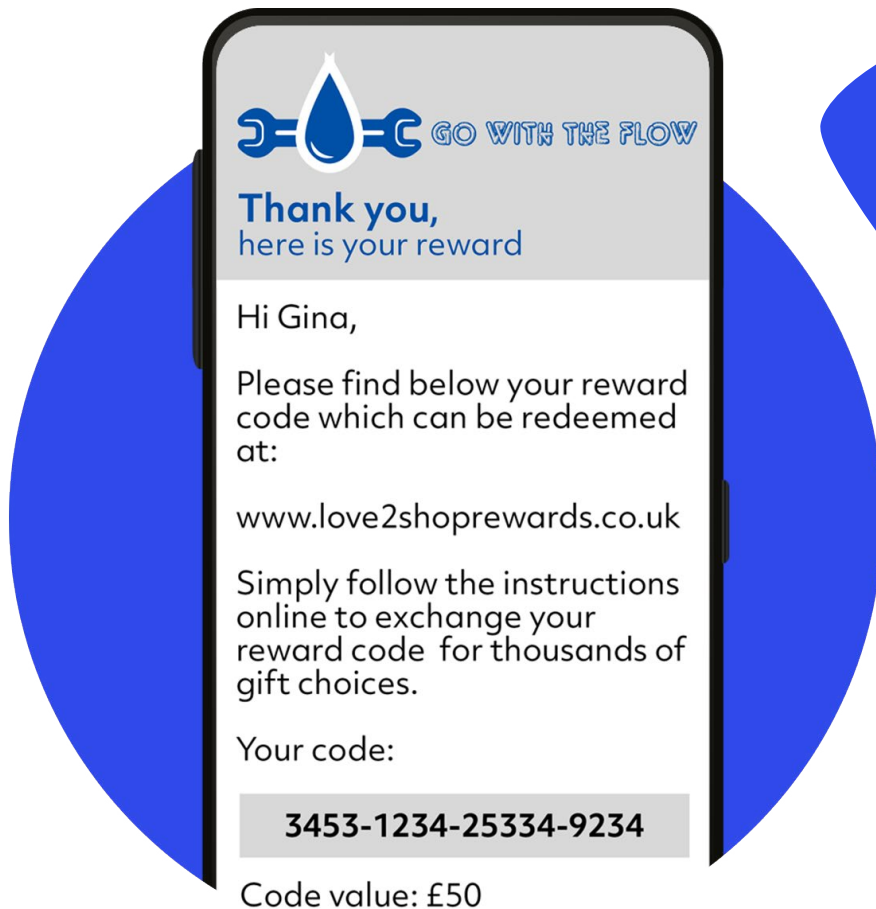 GO WITH THE FLOW
Thank you,
here is your reward
Hi Gina,
Please find below your reward
code which can be redeemed
at:
www.love2shoprewards.co.uk
Simply follow the instructions
online to exchange your
reward code  for thousands of
gift choices.
Your code:
3453-1234-25334-9234
Code value: £50